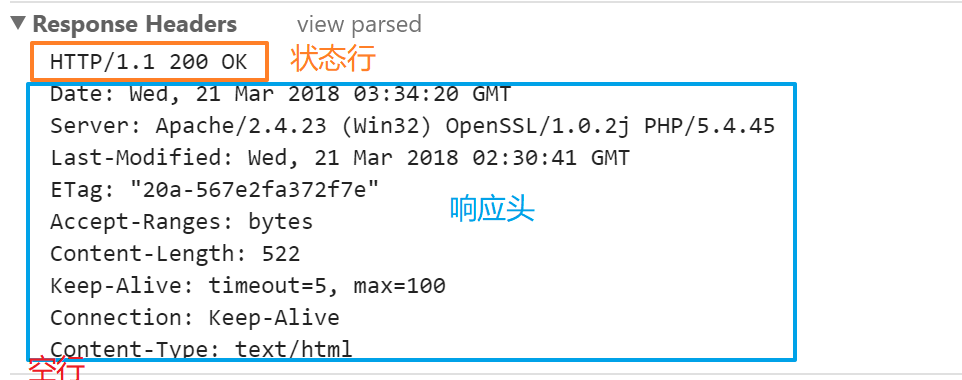 Response Headers view parsed
HTTP/1.1 200 OK 状态行
Date: Wed, 21 Mar 2018 03:34:20 GMT
Server: Apache/2.4.23 (Win32) OpenSSL/1.0.2j PHP/5.4.45
Last-Modified: Wed, 21 Mar 2018 02:30:41 GMT
ETag: "20a-567e2fa372f7e"
响应头
Accept-Ranges: bytes
Content-Length: 522
Keep-Alive: timeout=5, max=100
Connection: Keep-Alive
Content-Type: text/html
空行